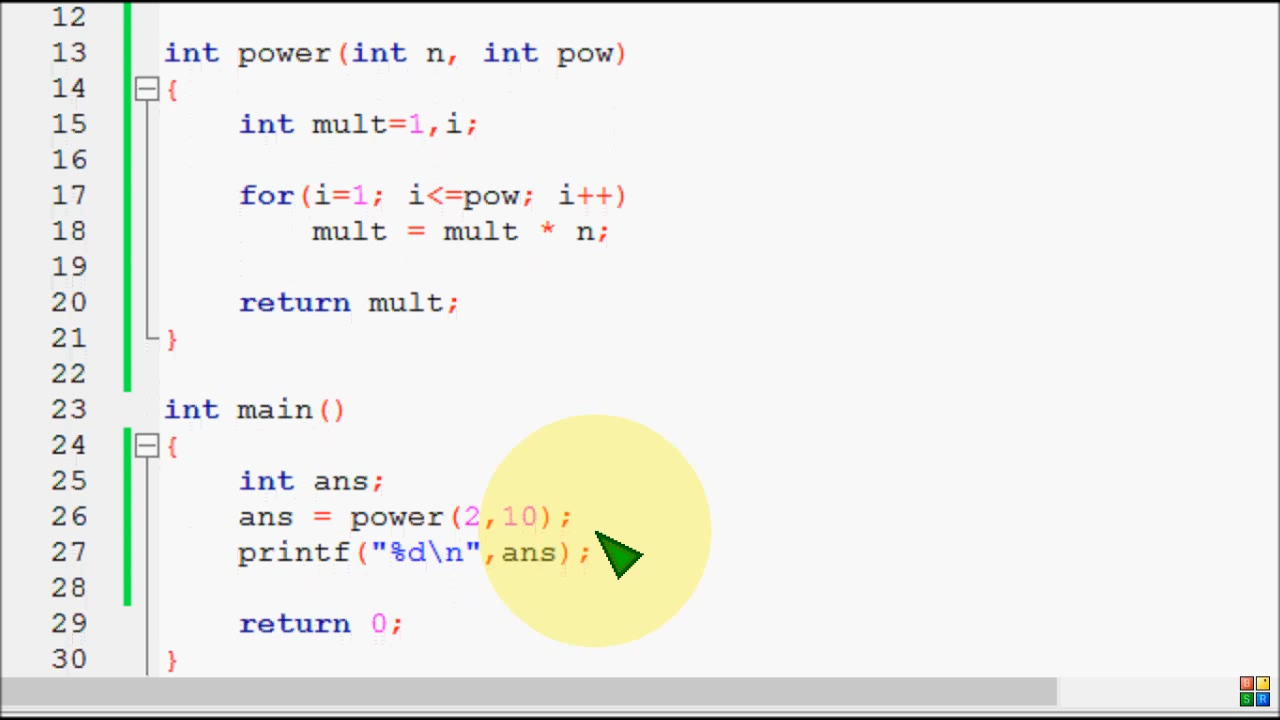 12
13 int power(int n, int pow)
14 {
15 int mult=1,i;
16
17 for(i=1; i<=pow; i++)
18 mult = mult * n;
19
20 return mult;
21 }
22
23 int main()
24 {
25 int ans;
26 ans = power(2,10);
27 printf("%d\n",ans);
28
29 return 0;
30 }